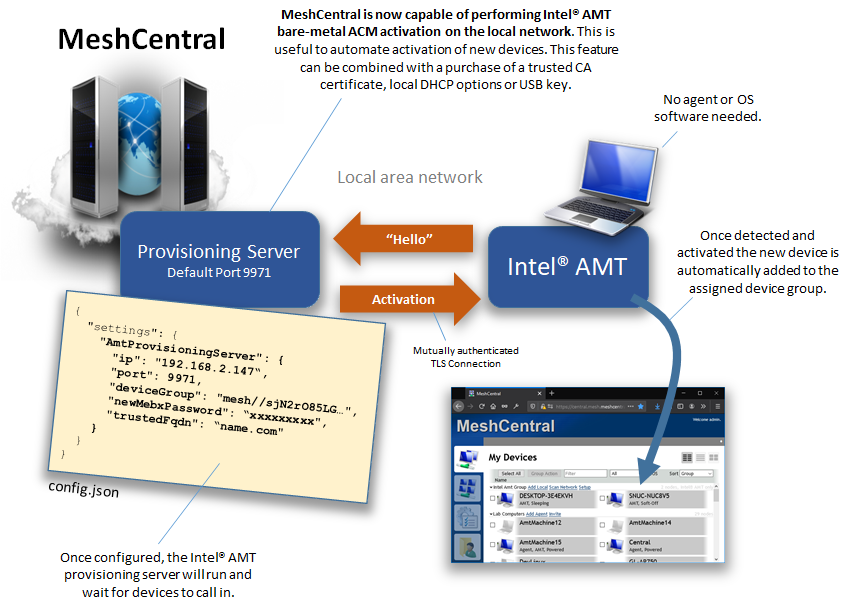 MeshCentral
MeshCentral is now capable of performing Intel® AMT
bare-metal ACM activation on the local network. This is
useful to automate activation of new devices. This feature
can be combined with a purchase of a trusted CA
certificate, local DHCP options or USB key.
No agent or OS
software needed.
Local area network
Provisioning Server
Default Port 9971
“Hello”
Activation
Intel® AMT
Once detected and
activated the new device is
automatically added to the
assigned device group.
Mutually authenticated
TLS Connection
{
"settings": {
"AmtProvisioningServer": {
"ip": "192.168.2.147“,
"port": 9971,
"deviceGroup": "mesh//sjN2rO85LG…",
"newMebxPassword": “xxxxxxxxx",
"trustedFqdn": “name.com"
}
}
}
config.json
Once configured, the Intel® AMT
provisioning server will run and
wait for devices to call in.
MeshCentral
MeshCentral
Welcome admin.
My Devices
Select All
Group Action
Filter
All
Sort
Group
Name
Intel Amt Group Add Local Scan Network Setup
DESKTOP-3E4EKVH
AMT, Sleeping
SNUC-NUC8V5
AMT, Soft-Off
Lab Computers Add Agent Invite
AmtMachine12
AmtMachine14
AmtMachine15
Agent, AMT, Powered
Central
Agent, Powered